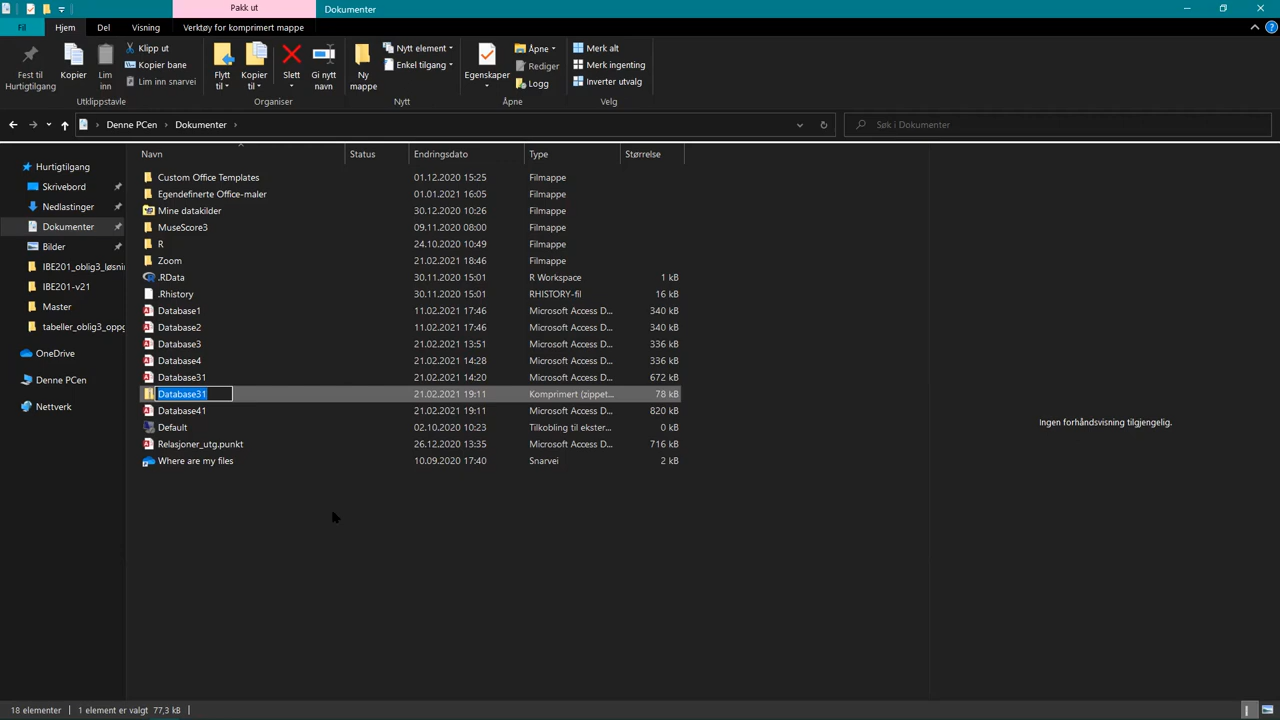 Pakk ut
Dokumenter
Fil
Hjem
Del
Visning
Verktøy for komprimert mappe
Fest til
Hurtigtilgang
Kopier
Lim
inn
Klipp ut
Kopier bane
Lim inn snarvei
Utklippstavle
Flytt
til
Kopier
til
Slett
Gi nytt
navn
Organiser
Ny
mappe
Nytt element
Enkel tilgang
Nytt
Egenskaper
Åpne
Rediger
Logg
Åpne
Merk alt
Merk ingenting
Inverter utvalg
Velg
Denne PCen
Dokumenter
Søk i Dokumenter
Hurtigtilgang
Skrivebord
Nedlastinger
Dokumenter
Bilder
IBE201_oblig3_løsnin
IBE201-v21
Master
tabeller_oblig3_oppg
OneDrive
Denne PCen
Nettverk
Navn Status Endringsdato Type Størrelse
Custom Office Templates 01.12.2020 15:25 Filmappe
Egendefinerte Office-maler 01.01.2021 16:05 Filmappe
Mine datakilder 30.12.2020 10:26 Filmappe
MuseScore3 09.11.2020 08:00 Filmappe
R 24.10.2020 10:49 Filmappe
Zoom 21.02.2021 18:46 Filmappe
.RData 30.11.2020 15:01 R Workspace 1 kB
.Rhistory 30.11.2020 15:01 RHISTORY-fil 16 kB
Database1 11.02.2021 17:46 Microsoft Access D... 340 kB
Database2 11.02.2021 17:46 Microsoft Access D... 340 kB
Database3 21.02.2021 13:51 Microsoft Access D... 336 kB
Database4 21.02.2021 14:28 Microsoft Access D... 336 kB
Database31 21.02.2021 14:20 Microsoft Access D... 672 kB
Database31 21.02.2021 19:11 Komprimert (zippet... 78 kB
Database41 21.02.2021 19:11 Microsoft Access D... 820 kB
Default 02.10.2020 10:23 Tilkobling til ekster... 0 kB
Relasjoner_utg.punkt 26.12.2020 13:35 Microsoft Access D... 716 kB
Where are my files 10.09.2020 17:40 Snarvei 2 kB
Ingen forhåndsvisning tilgjengelig.
18 elementer 1 element er valgt 77,3 kB